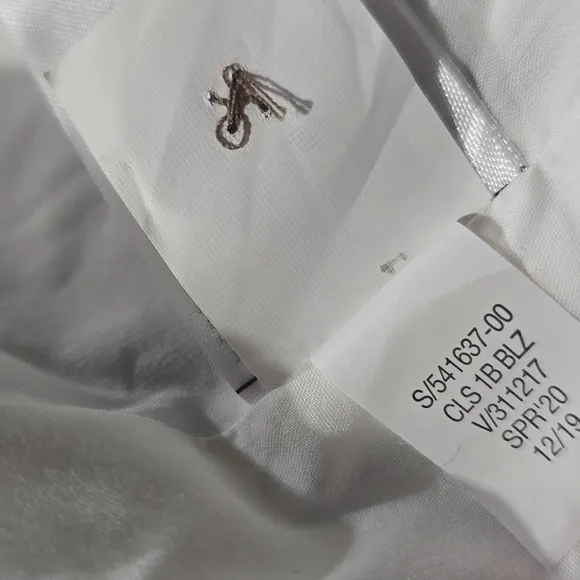 S/541637-00
CLS 1B BLZ
V/311217
SPR'20
12/19